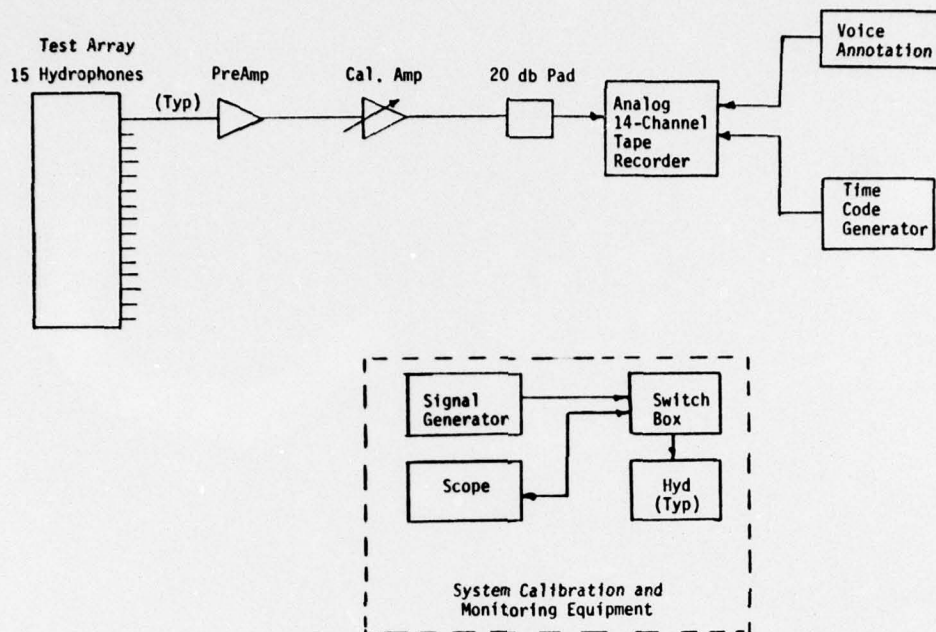 Test Array
15 Hydrophones
(Typ)
PreAmp
Cal. Amp
20 db Pad
Analog
14-Channel
Tape
Recorder
Voice
Annotation
Time
Code
Generator
Signal
Generator
Switch
Box
Scope
Hyd
(Typ)
System Calibration and
Monitoring Equipment